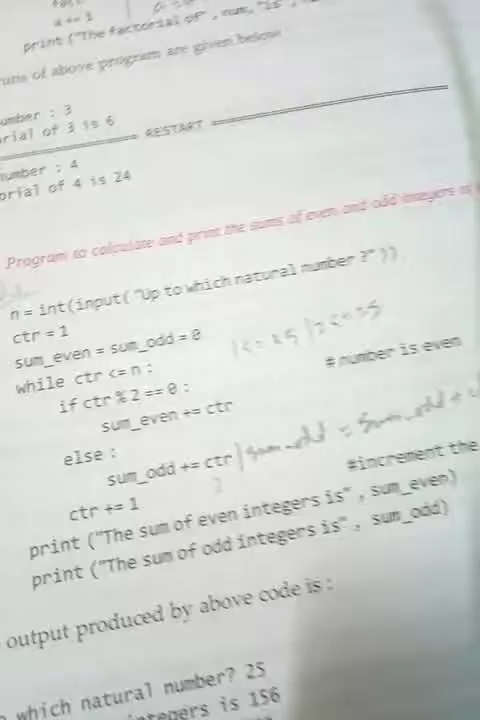 a += 1
print ("The factorial of", num, "is",
runs of above program are given below
umber : 3
rial of 3 is 6
RESTART
number : 4
orial of 4 is 24
Program to calculate and print the sums of even and odd integers of
n = int(input( "Up to which natural number ?" ))
ctr = 1
sum_even = sum_odd = 0
while ctr <= n :
if ctr % 2 == 0 : # number is even
sum_even += ctr
else :
sum_odd += ctr sum_odd = sum_odd + c
ctr += 1 #increment the
print ("The sum of even integers is" , sum_even)
print ("The sum of odd integers is" , sum_odd)
output produced by above code is :
which natural number? 25
integers is 156